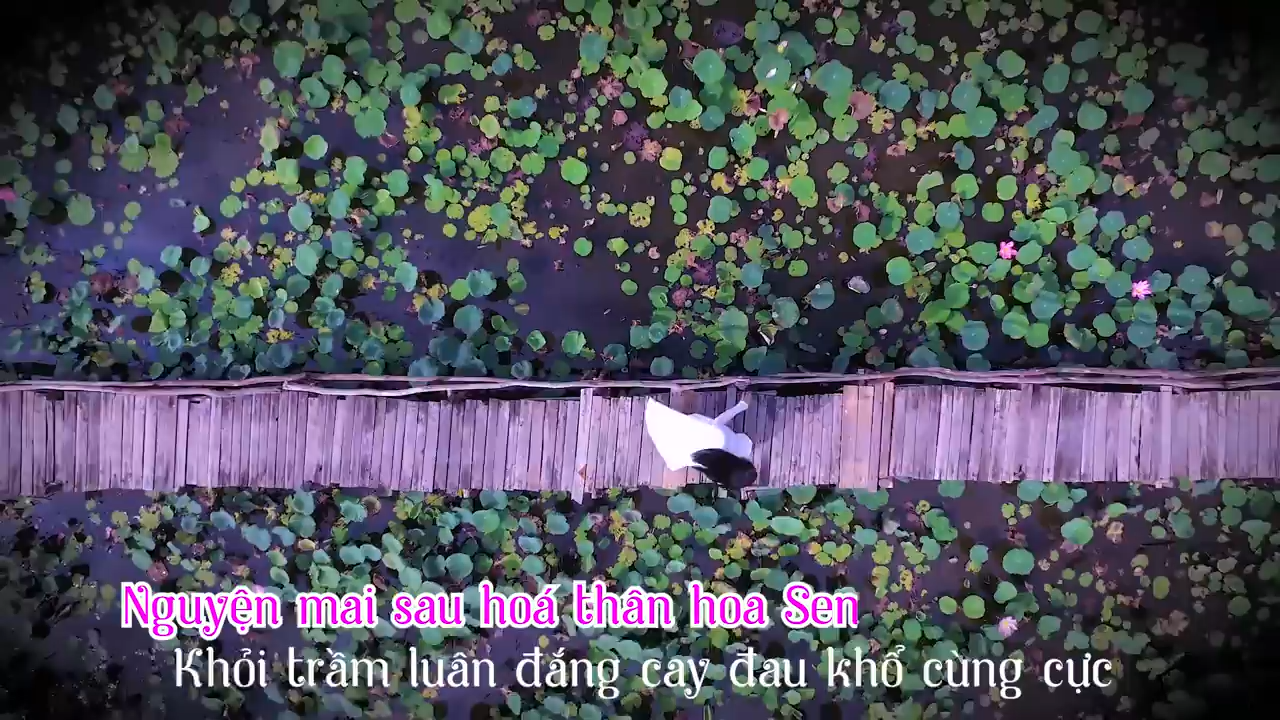 Nguyện mai sau hoá thân hoa Sen
Khỏi trầm luân đắng cay đau khổ cùng cực